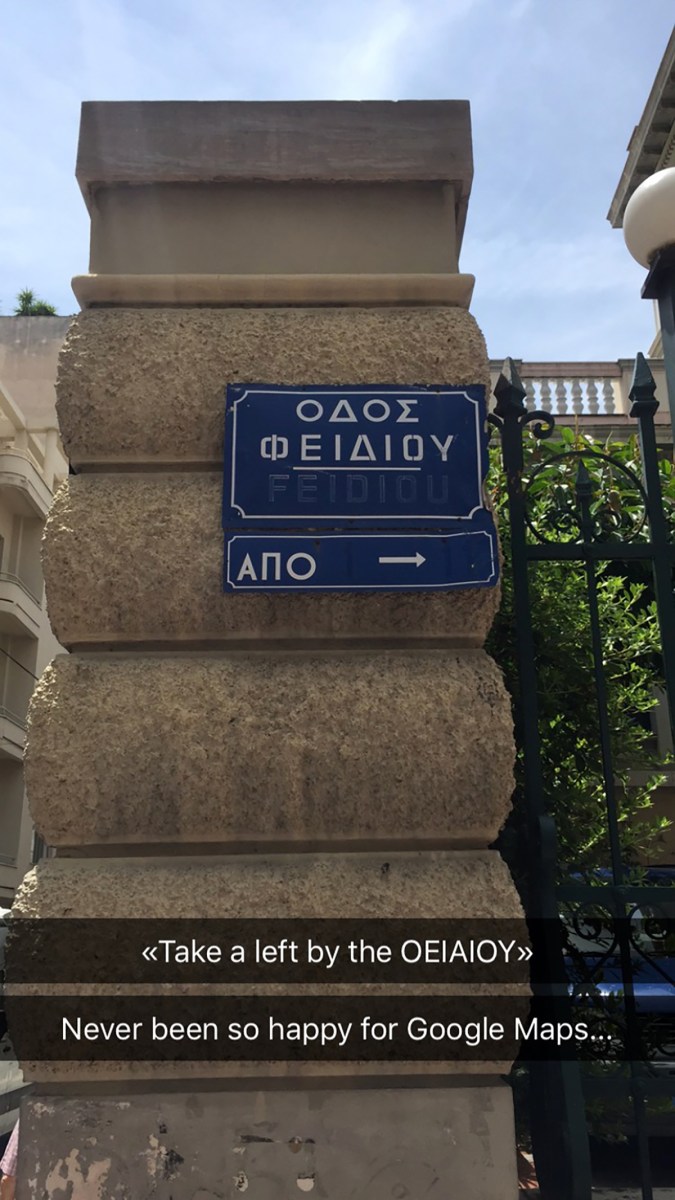 ΟΔΟΣ
ΦΕΙΔΙΟΥ
FEIDIOU
ΑΠΟ →
«Take a left by the OEIAIOY»
Never been so happy for Google Maps...